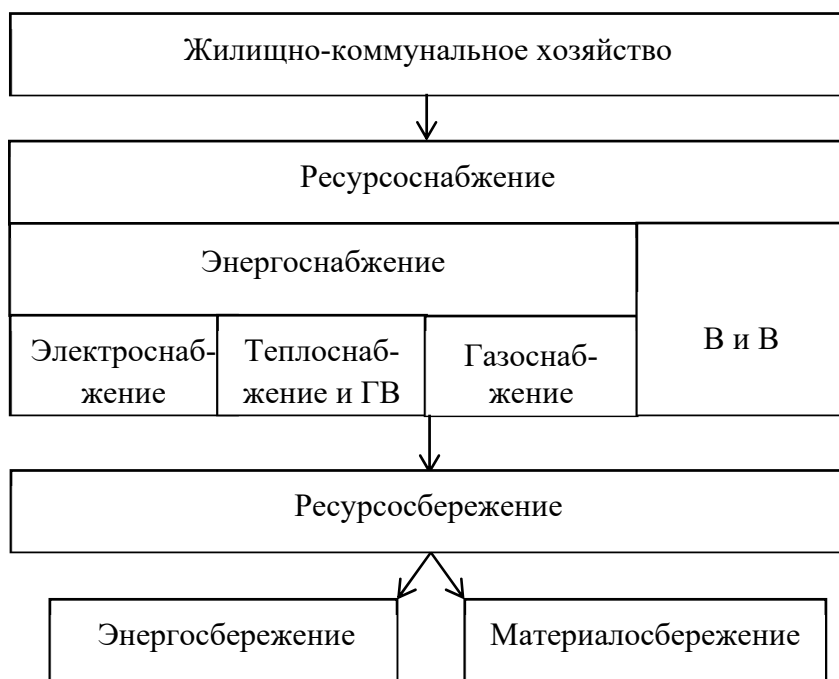 Жилищно-коммунальное хозяйство
Ресурсоснабжение
Энергоснабжение
В и В
Электроснаб-
жение
Теплоснаб-
жение и ГВ
Газоснаб-
жение
Ресурсосбережение
Энергосбережение
Материалосбережение